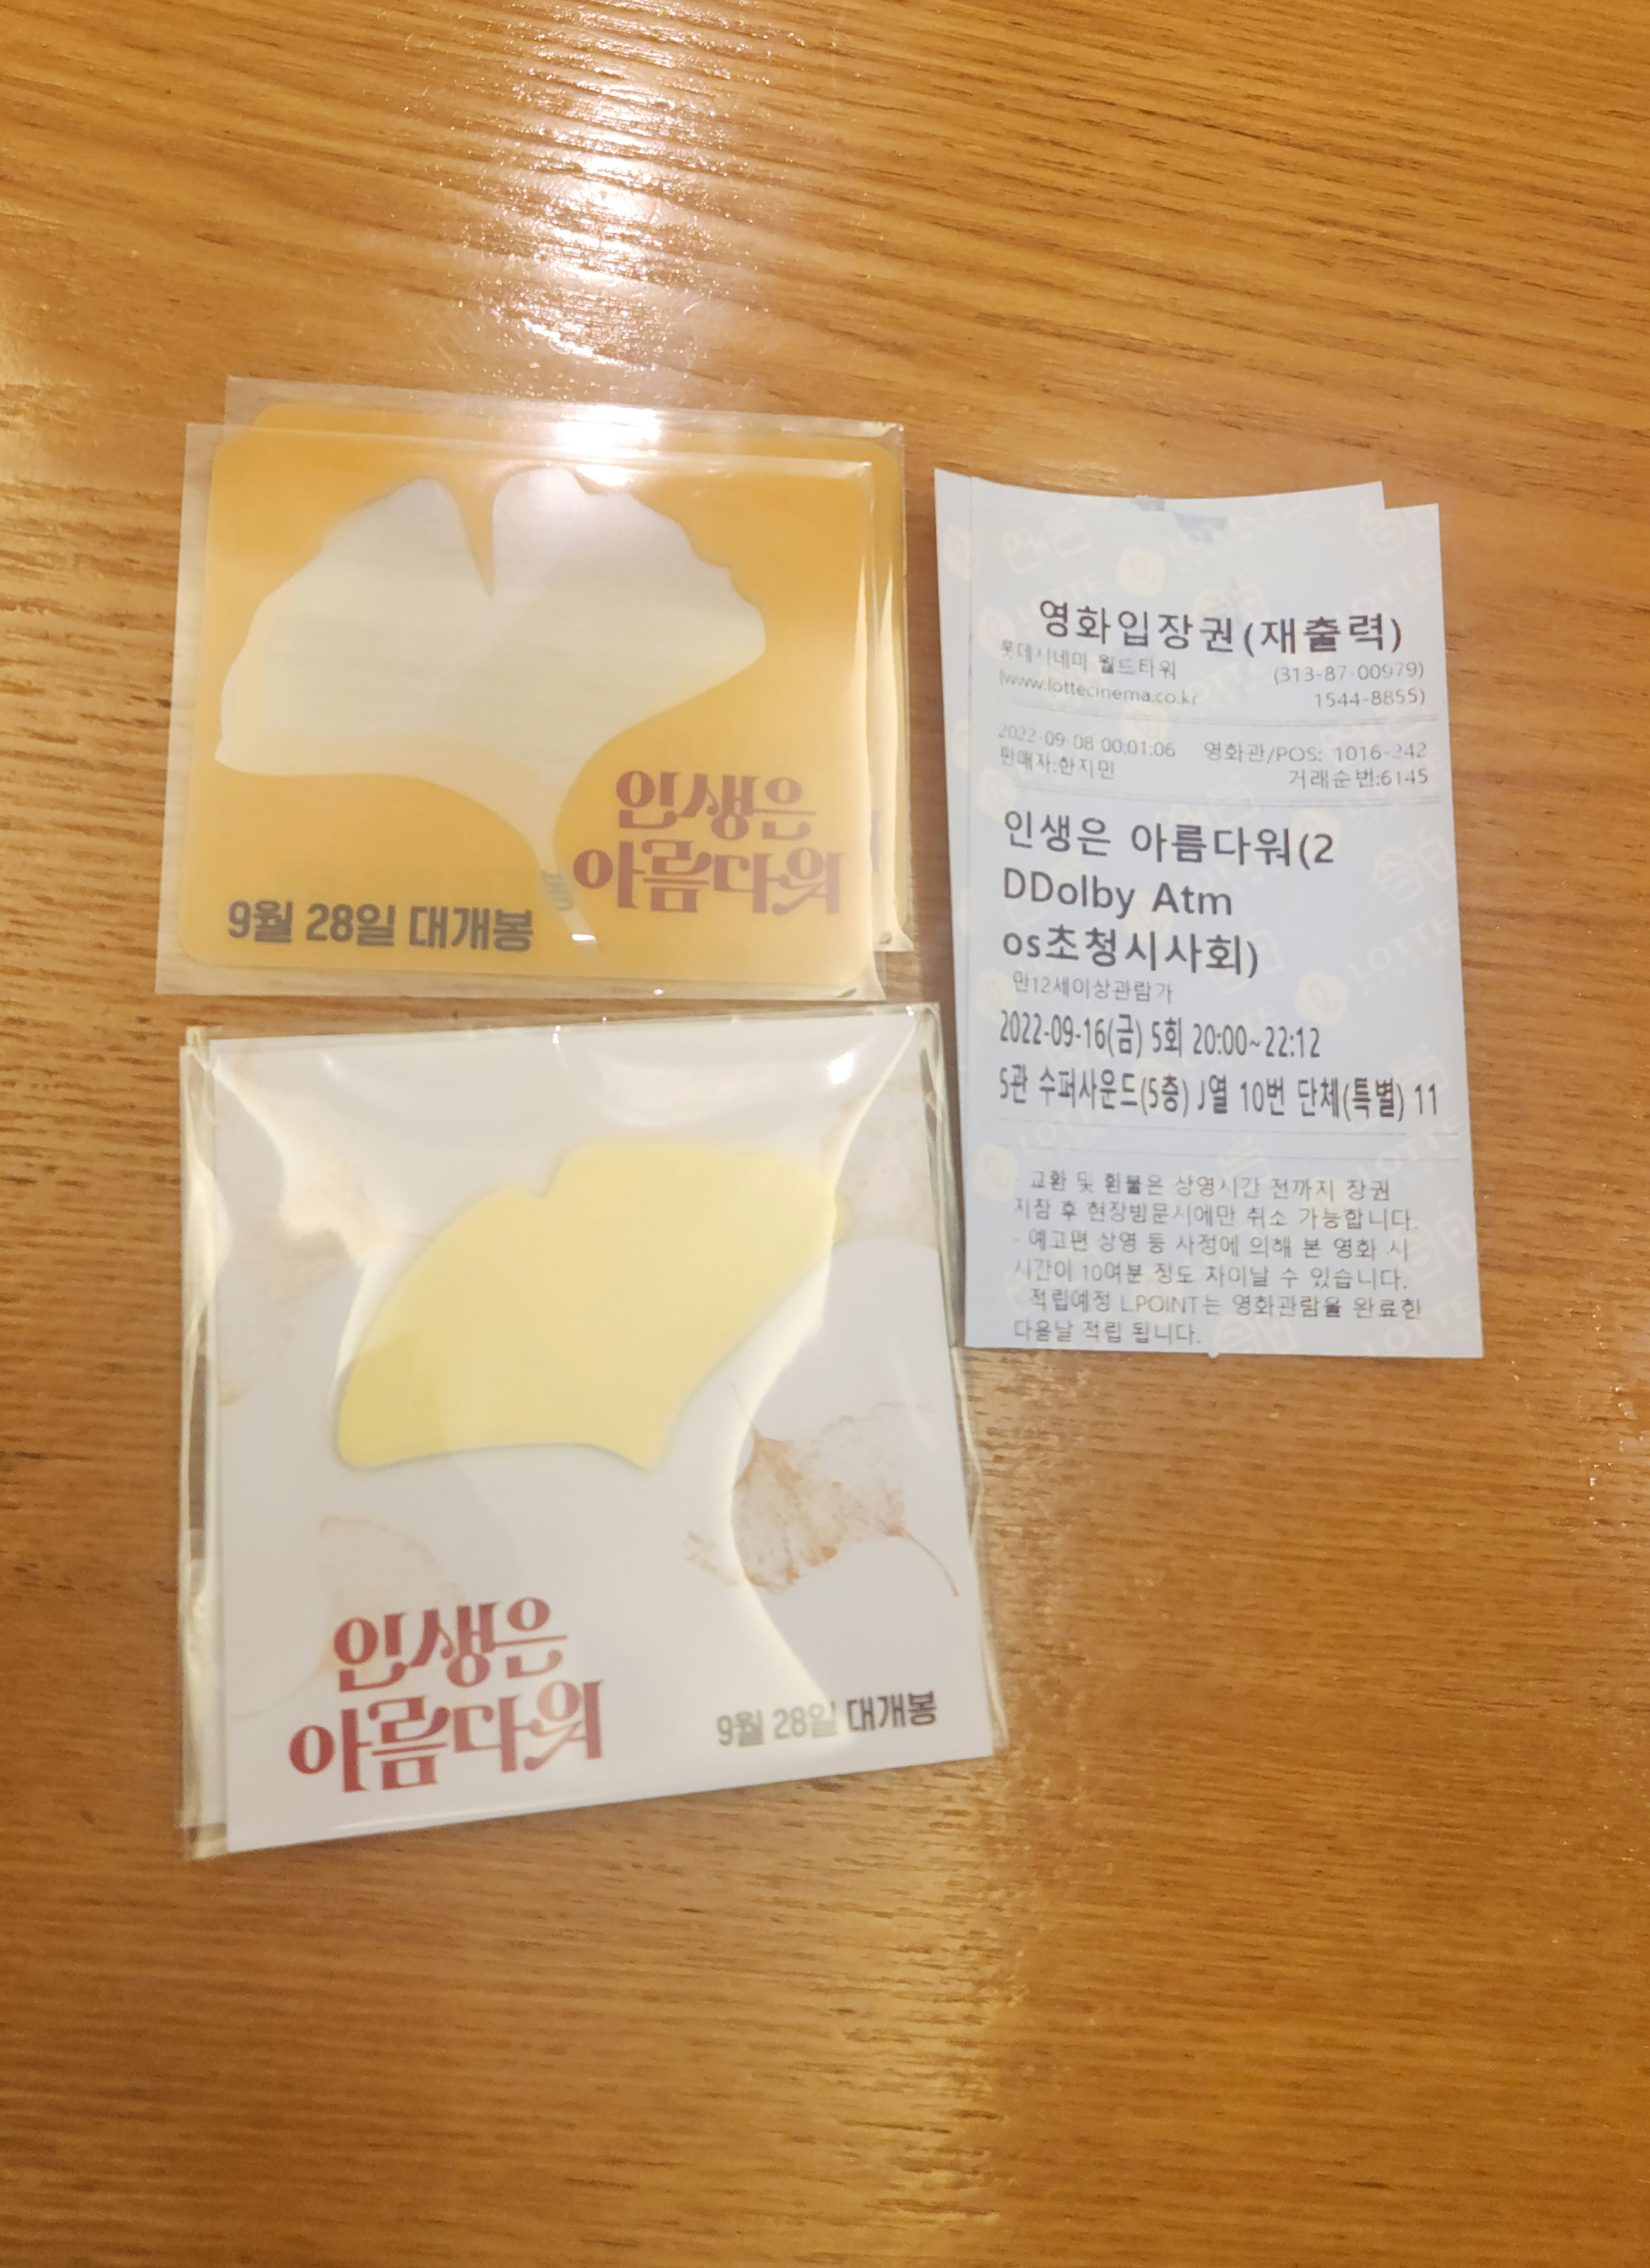 인생은
아름다워
9월 28일 대개봉
인생은
아름다워
9월 28일 대개봉
영화입장권(재출력)
롯데시네마 월드타워 (313-87-00979)
(www.lottecinema.co.kr 1544-8855)
2022-09-08 00:01:06 영화관/POS: 1016-242
판매자:한지민 거래순번:6145
인생은 아름다워(2
DDolby Atm
os초청시사회)
만12세이상관람가
2022-09-16(금) 5회 20:00~22:12
5관 수퍼사운드(5층) J열 10번 단체(특별) 11
교환 및 환불은 상영시간 전까지 장권
지참 후 현장방문시에만 취소 가능합니다.
- 예고편 상영 등 사정에 의해 본 영화 시
시간이 10여분 정도 차이날 수 있습니다.
적립예정 L.POINT는 영화관람을 완료한
다음날 적립 됩니다.